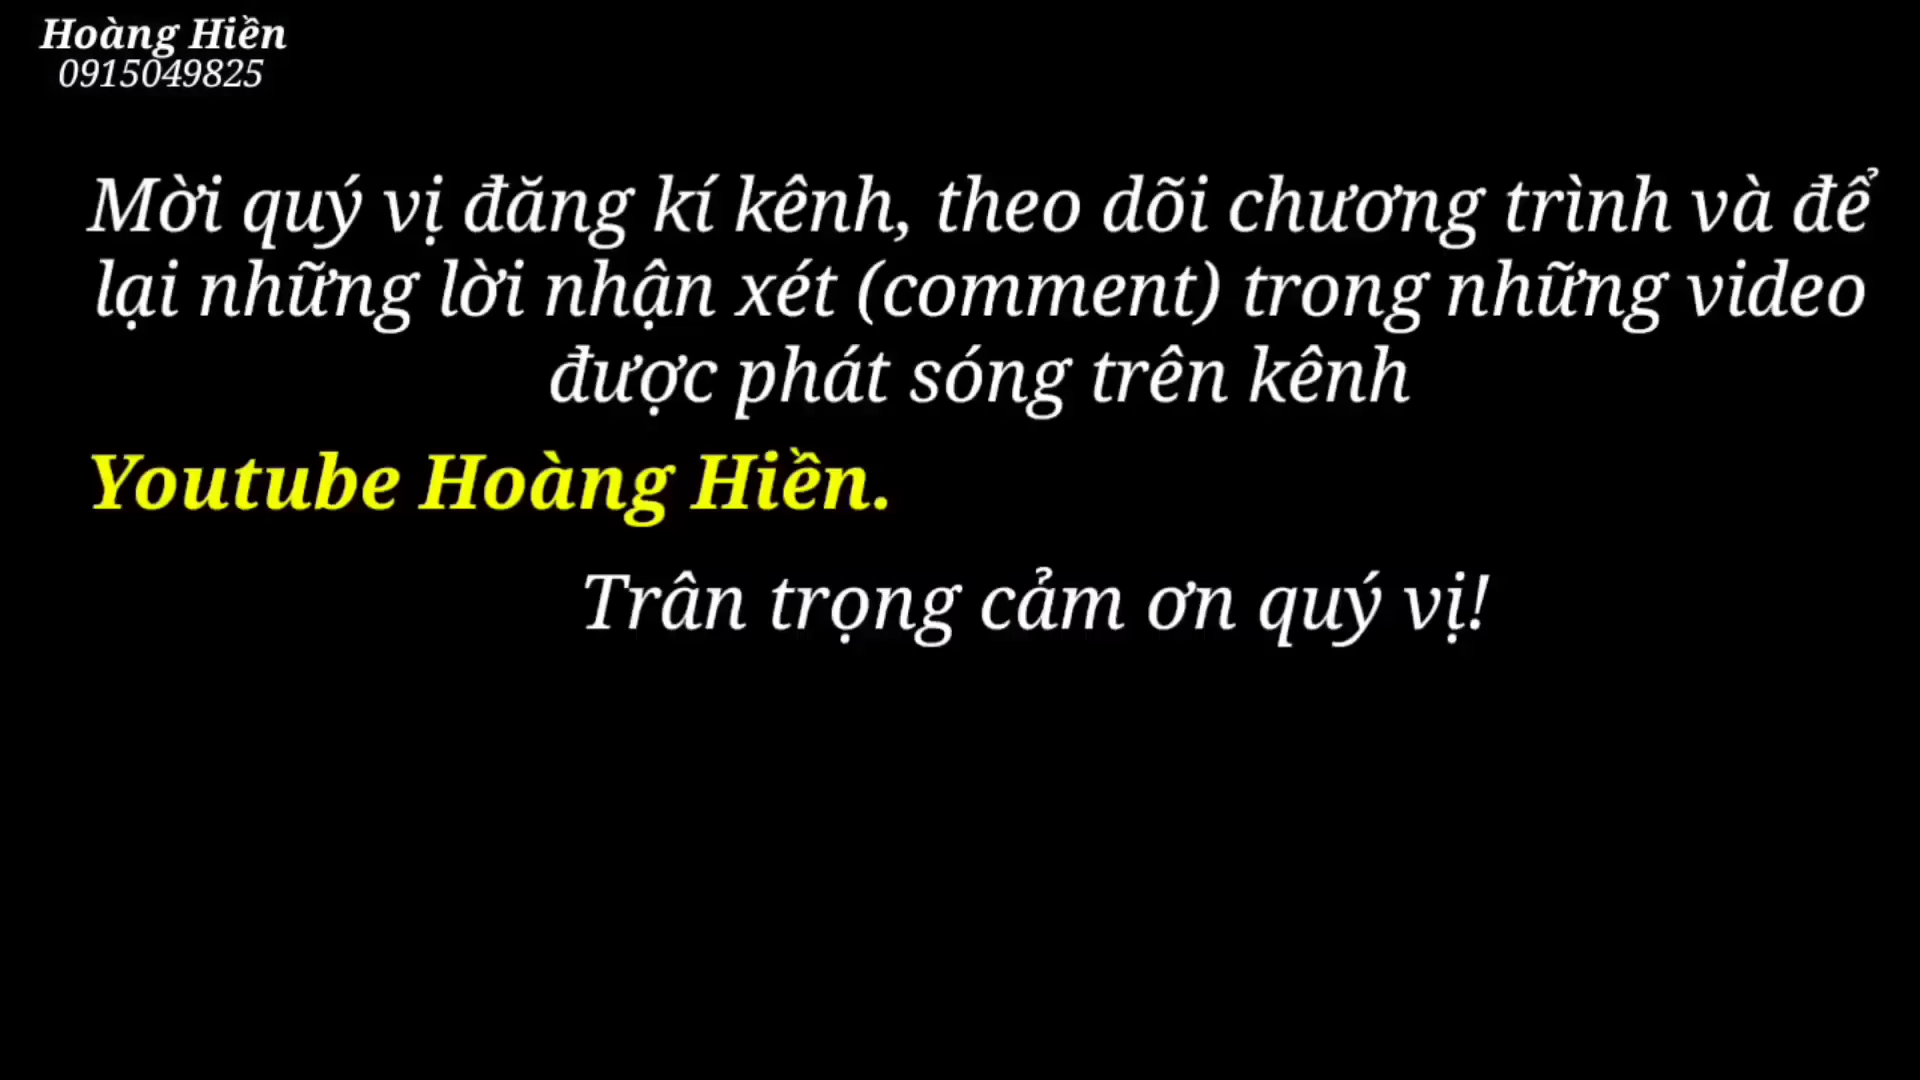 Hoàng Hiền
0915049825
Mời quý vị đăng kí kênh, theo dõi chương trình và để
lại những lời nhận xét (comment) trong những video
được phát sóng trên kênh
Youtube Hoàng Hiền.
Trân trọng cảm ơn quý vị!